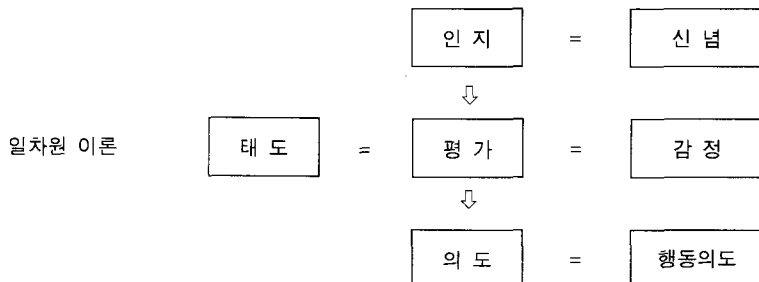 인 지 = 신 념
⇩
일차원 이론 태 도 = 평 가 = 감 정
⇩
의 도 = 행동의도